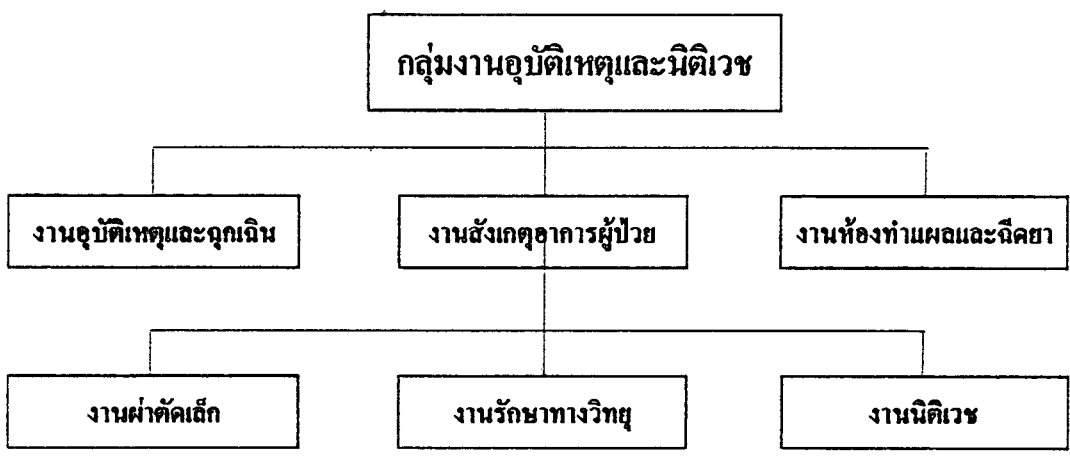 กลุ่มงานอุบัติเหตุและนิติเวช
งานอุบัติเหตุและฉุกเฉิน
งานสังเกตุอาการผู้ป่วย
งานห้องทำแผลและฉีดยา
งานผ่าตัดเล็ก
งานรักษาทางวิทยุ
งานนิติเวช